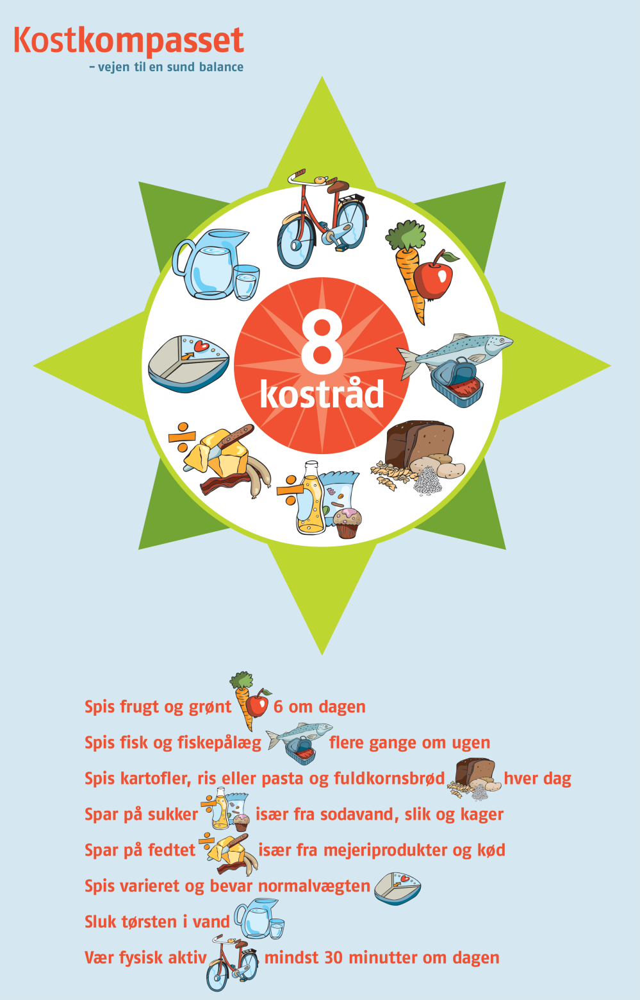 Kostkompasset
– vejen til en sund balance
8
kostråd
Spis frugt og grønt 6 om dagen
Spis fisk og fiskepålæg flere gange om ugen
Spis kartofler, ris eller pasta og fuldkornsbrød hver dag
Spar på sukker især fra sodavand, slik og kager
Spar på fedtet især fra mejeriprodukter og kød
Spis varieret og bevar normalvægten
Sluk tørsten i vand
Vær fysisk aktiv mindst 30 minutter om dagen